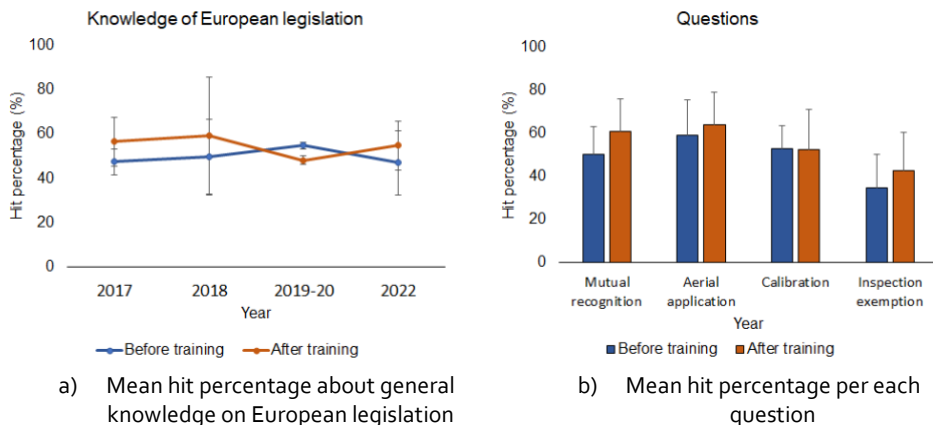 Knowledge of European legislation
100
80
60
40
20
0
Hit percentage (%)
2017 2018 2019-20 2022
Year
Before training After training
a) Mean hit percentage about general
knowledge on European legislation
Questions
100
80
60
40
20
0
Hit percentage (%)
Mutual Aerial Calibration Inspection
recognition application exemption
Year
Before training After training
b) Mean hit percentage per each
question